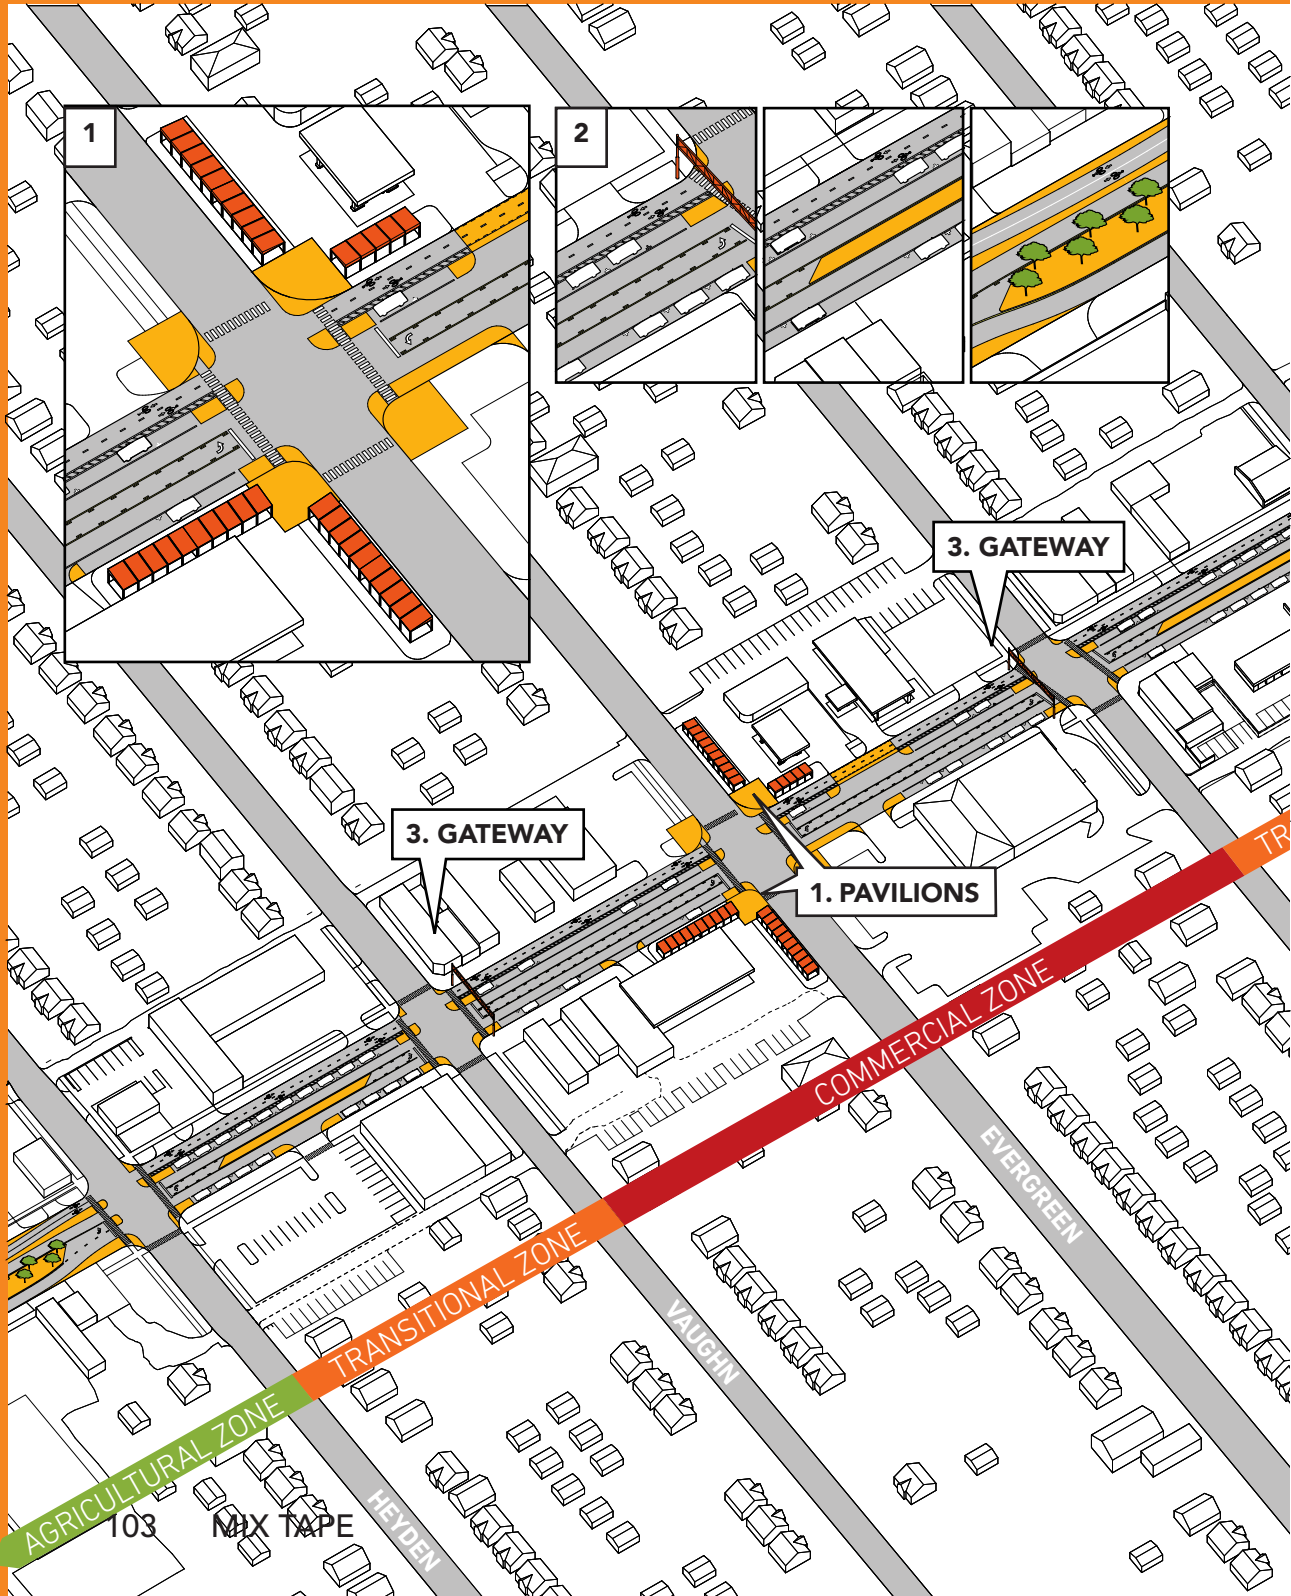 1
2
3. GATEWAY
3. GATEWAY
1. PAVILIONS
TR
COMMERCIAL ZONE
EVERGREEN
TRANSITIONAL ZONE
VAUGHN
AGRICULTURAL ZONE
HEYDEN
103 MIX TAPE